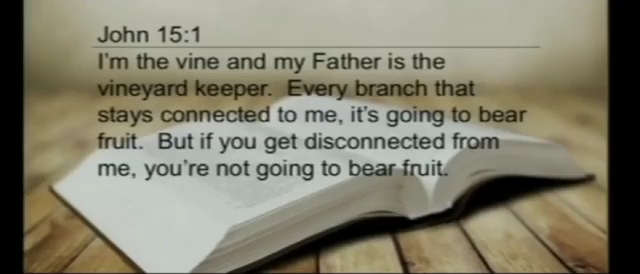 John 15:1
I'm the vine and my Father is the
vineyard keeper.  Every branch that
stays connected to me, it's going to bear
fruit.  But if you get disconnected from
me, you're not going to bear fruit.